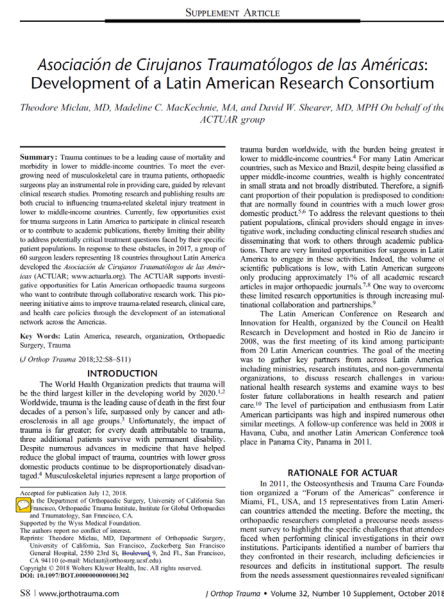 SUPPLEMENT ARTICLE
Asociación de Cirujanos Traumatólogos de las Américas:
Development of a Latin American Research Consortium
Theodore Miclau, MD, Madeline C. MacKechnie, MA, and David W. Shearer, MD, MPH On behalf of the
ACTUAR group
Summary: Trauma continues to be a leading cause of mortality and
morbidity in lower to middle-income countries. To meet the ever-
growing need of musculoskeletal care in trauma patients, orthopaedic
surgeons play an instrumental role in providing care, guided by relevant
clinical research studies. Promoting research and publishing results are
both crucial to influencing trauma-related skeletal injury treatment in
lower to middle-income countries. Currently, few opportunities exist
for trauma surgeons in Latin America to participate in clinical research
or to contribute to academic publications, thereby limiting their ability
to address potentially critical treatment questions faced by their specific
patient populations. In response to these obstacles, in 2017, a group of
60 surgeon leaders representing 18 countries throughout Latin America
developed the Asociación de Cirujanos Traumatólogos de las Amér-
icas (ACTUAR; www.actuarla.org). The ACTUAR supports investi-
gative opportunities for Latin American orthopaedic trauma surgeons
who want to contribute through collaborative research work. This pio-
neering initiative aims to improve trauma-related research, clinical care,
and health care policies through the development of an international
network across the Americas.
Key Words: Latin America, research, organization, Orthopaedic
Surgery, Trauma
(J Orthop Trauma 2018;32:S8–S11)
INTRODUCTION
The World Health Organization predicts that trauma will
be the third largest killer in the developing world by 2020.1,2
Worldwide, trauma is the leading cause of death in the first four
decades of a person's life, surpassed only by cancer and ath-
erosclerosis in all age groups.3 Unfortunately, the impact of
trauma is far greater; for every death attributed to trauma,
three additional patients survive with permanent disability.
Despite numerous advances in medicine that have helped
reduce the global impact of trauma, countries with lower gross
domestic products continue to be disproportionately disadvan-
taged.4 Musculoskeletal injuries represent a large proportion of
Accepted for publication July 12, 2018.
in the Department of Orthopaedic Surgery, University of California San
Francisco, Orthopaedic Trauma Institute, Institute for Global Orthopaedics
and Traumatology, San Francisco, CA.
Supported by the Wyss Medical Foundation.
The authors report no conflict of interest.
Reprints: Theodore Miclau, MD, Department of Orthopaedic Surgery,
University of California, San Francisco, Zuckerberg San Francisco
General Hospital, 2550 23rd St, Boulevard 9, 2nd Fl, San Francisco,
CA 94110 (e-mail: Miclaut@orthosurg.ucsf.edu).
Copyright © 2018 Wolters Kluwer Health, Inc. All rights reserved.
DOI: 10.1097/BOT.0000000000001302
trauma burden worldwide, with the burden being greatest in
lower to middle-income countries.4 For many Latin American
countries, such as Mexico and Brazil, despite being classified as
upper middle-income countries, wealth is highly concentrated
in small strata and not broadly distributed. Therefore, a signifi-
cant proportion of their population is predisposed to conditions
that are normally found in countries with a much lower gross
domestic product.5,6 To address the relevant questions to their
patient populations, clinical providers should engage in inves-
tigative work, including conducting clinical research studies and
disseminating that work to others through academic publica-
tions. There are very limited opportunities for surgeons in Latin
America to engage in these activities. Indeed, the volume of
scientific publications is low, with Latin American surgeons
only producing approximately 1% of all academic research
articles in major orthopaedic journals.7,8 One way to overcome
these limited research opportunities is through increasing mul-
tinational collaboration and partnerships.9
The Latin American Conference on Research and
Innovation for Health, organized by the Council on Health
Research in Development and hosted in Rio de Janeiro in
2008, was the first meeting of its kind among participants
from 20 Latin American countries. The goal of the meeting
was to gather key partners from across Latin America,
including ministries, research institutes, and non-governmental
organizations, to discuss research challenges in various
national health research systems and examine ways to best
foster future collaborations in health research and patient
care.10 The level of participation and enthusiasm from Latin
American participants was high and inspired numerous other
similar meetings. A follow-up conference was held in 2008 in
Havana, Cuba, and another Latin American Conference took
place in Panama City, Panama in 2011.
RATIONALE FOR ACTUAR
In 2011, the Osteosynthesis and Trauma Care Founda-
tion organized a “Forum of the Americas” conference in
Miami, FL, USA, and 15 representatives from Latin Ameri-
can countries attended the meeting. Before the meeting, the
orthopaedic researchers completed a precourse needs assess-
ment survey to highlight the specific challenges that attendees
faced when performing clinical investigations in their own
institutions. Participants identified a number of barriers that
they confronted in their research, including deficiencies in
resources and deficits in institutional support. The results
from the needs assessment questionnaires revealed significant
S8 | www.jorthotrauma.com
J Orthop Trauma • Volume 32, Number 10 Supplement, October 2018